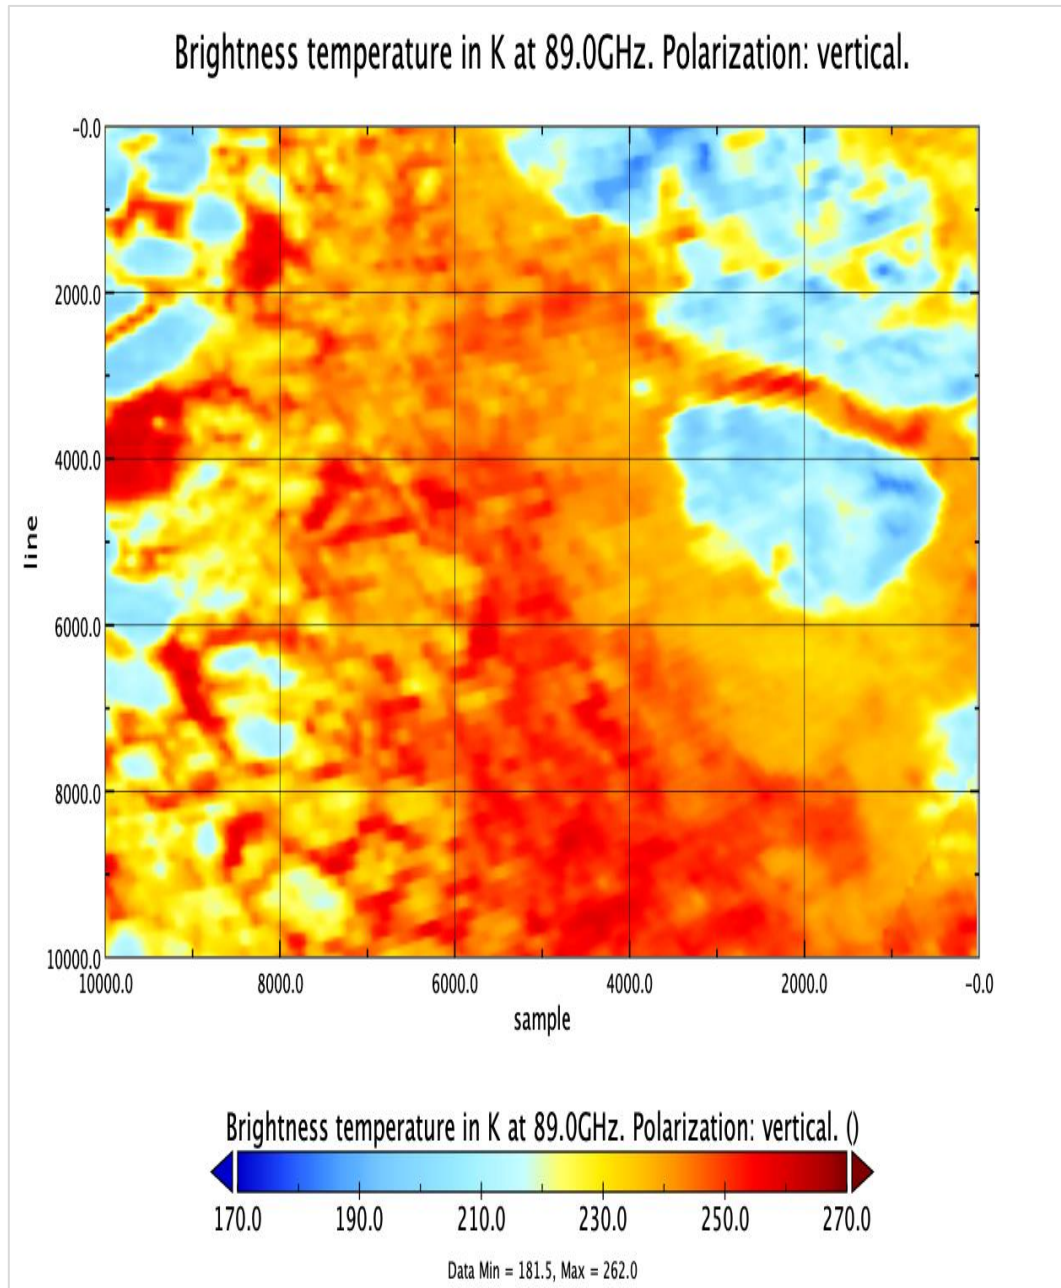 Brightness temperature in K at 89.0GHz. Polarization: vertical.
-0.0
2000.0
4000.0
line
6000.0
8000.0
10000.0
10000.0 8000.0 6000.0 4000.0 2000.0 -0.0
sample
Brightness temperature in K at 89.0GHz. Polarization: vertical. ()
170.0 190.0 210.0 230.0 250.0 270.0
Data Min = 181.5, Max = 262.0